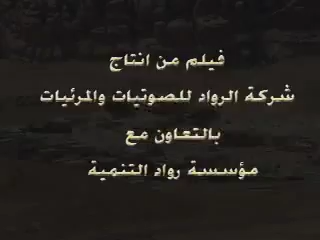 فيلم من انتاج
شركة الرواد للصوتيات والمرئيات
بالتعاون مع
مؤسسة رواد التنمية